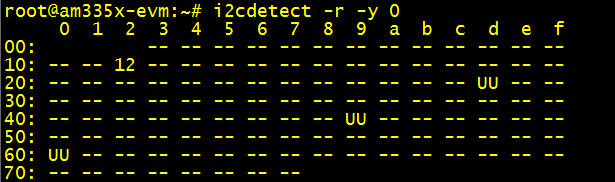 root@am335x-evm:~# i2cdetect -r -y 0
     0  1  2  3  4  5  6  7  8  9  a  b  c  d  e  f
00:          -- -- -- -- -- -- -- -- -- -- -- -- --
10: -- -- 12 -- -- -- -- -- -- -- -- -- -- -- -- --
20: -- -- -- -- -- -- -- -- -- -- -- -- -- UU -- --
30: -- -- -- -- -- -- -- -- -- -- -- -- -- -- -- --
40: -- -- -- -- -- -- -- -- -- UU -- -- -- -- -- --
50: -- -- -- -- -- -- -- -- -- -- -- -- -- -- -- --
60: UU -- -- -- -- -- -- -- -- -- -- -- -- -- -- --
70: -- -- -- -- -- -- -- --